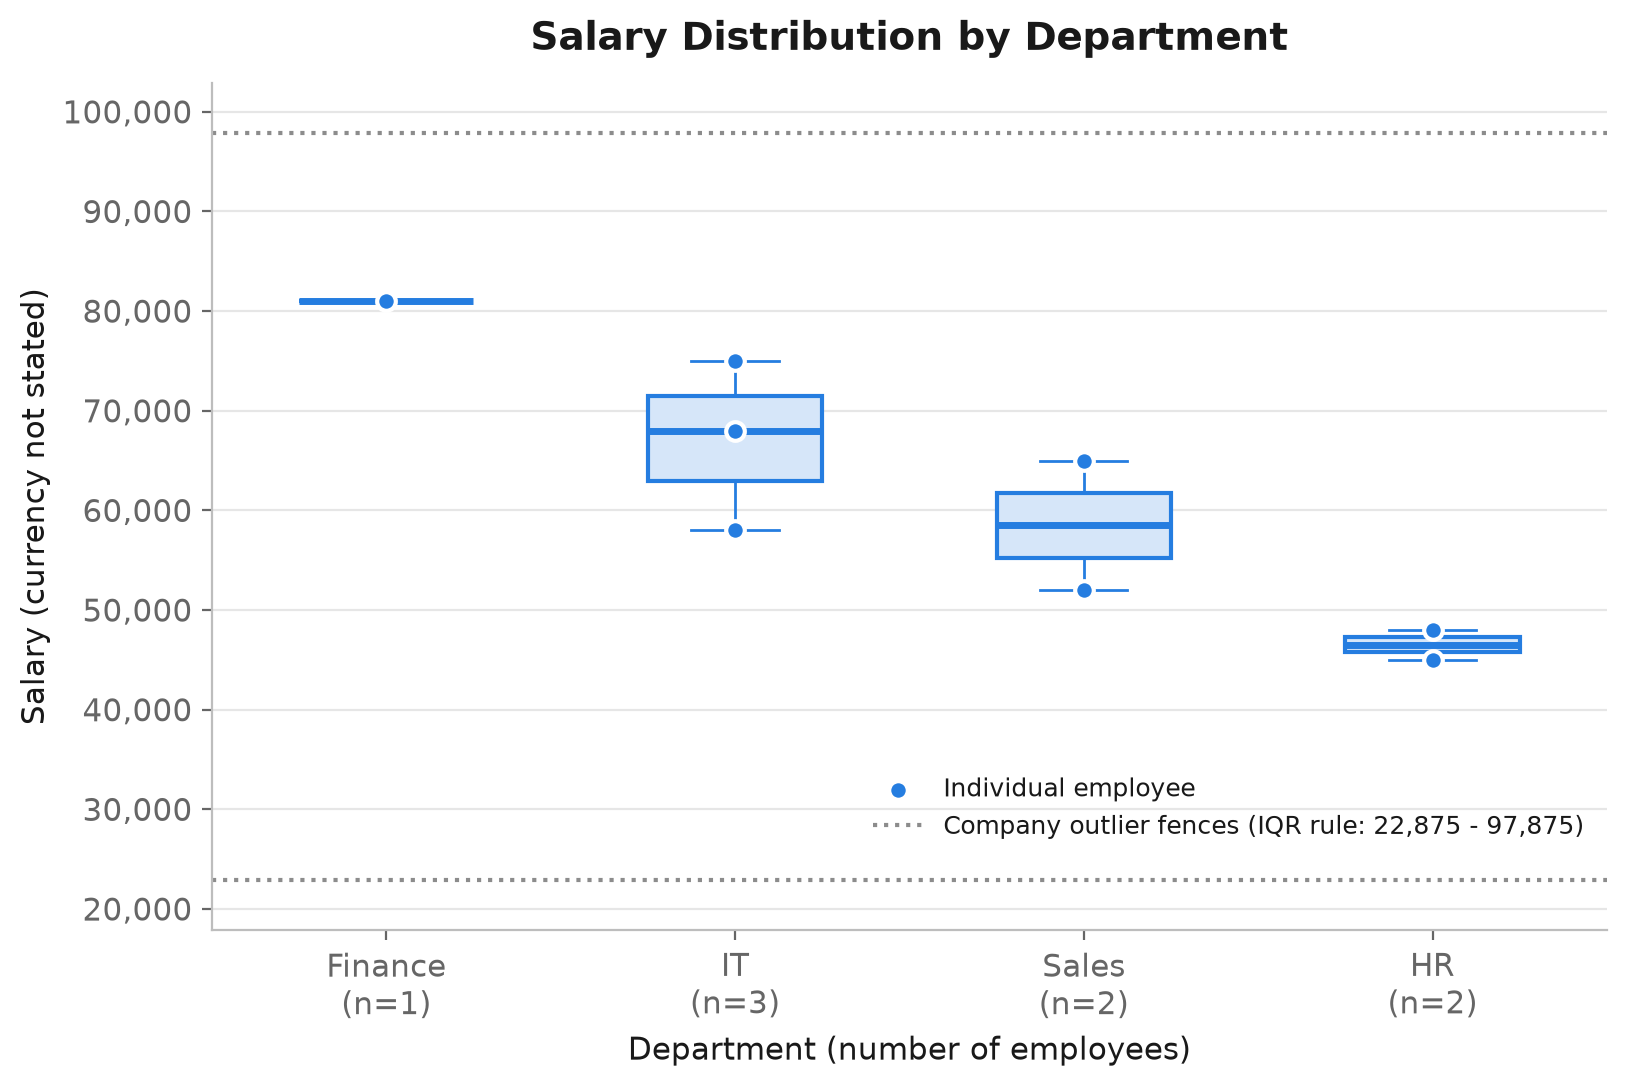 Salary Distribution by Department
Salary (currency not stated)
100,000
90,000
80,000
70,000
60,000
50,000
40,000
30,000
20,000
Individual employee
Company outlier fences (IQR rule: 22,875 - 97,875)
Finance
(n=1)
IT
(n=3)
Sales
(n=2)
HR
(n=2)
Department (number of employees)